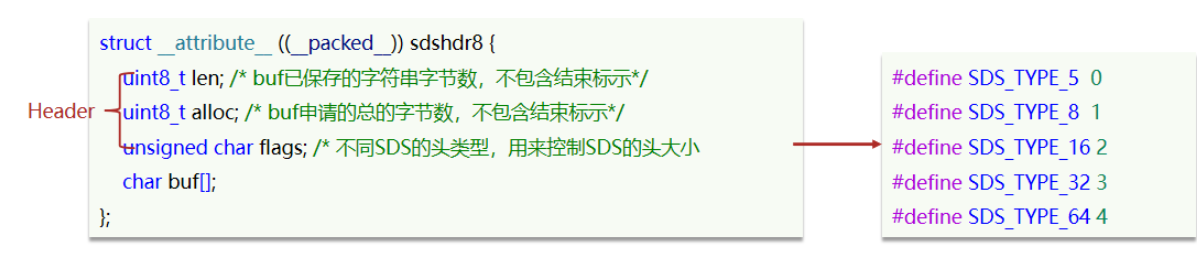 struct __attribute__ ((__packed__)) sdshdr8 {
uint8_t len; /* buf已保存的字符串字节数，不包含结束标示*/
Header
uint8_t alloc; /* buf申请的总的字节数，不包含结束标示*/
unsigned char flags; /* 不同SDS的头类型，用来控制SDS的头大小
char buf[];
};
#define SDS_TYPE_5 0
#define SDS_TYPE_8 1
#define SDS_TYPE_16 2
#define SDS_TYPE_32 3
#define SDS_TYPE_64 4